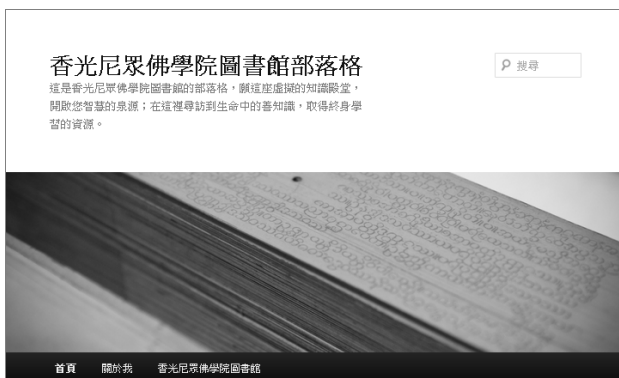 香光尼眾佛學院圖書館部落格
搜尋
這是香光尼眾佛學院圖書館的部落格，願這座虛擬的知識殿堂，
開啟您智慧的泉源；在這裡尋訪到生命中的善知識，取得終身學
習的資源。
首頁 關於我 香光尼眾佛學院圖書館